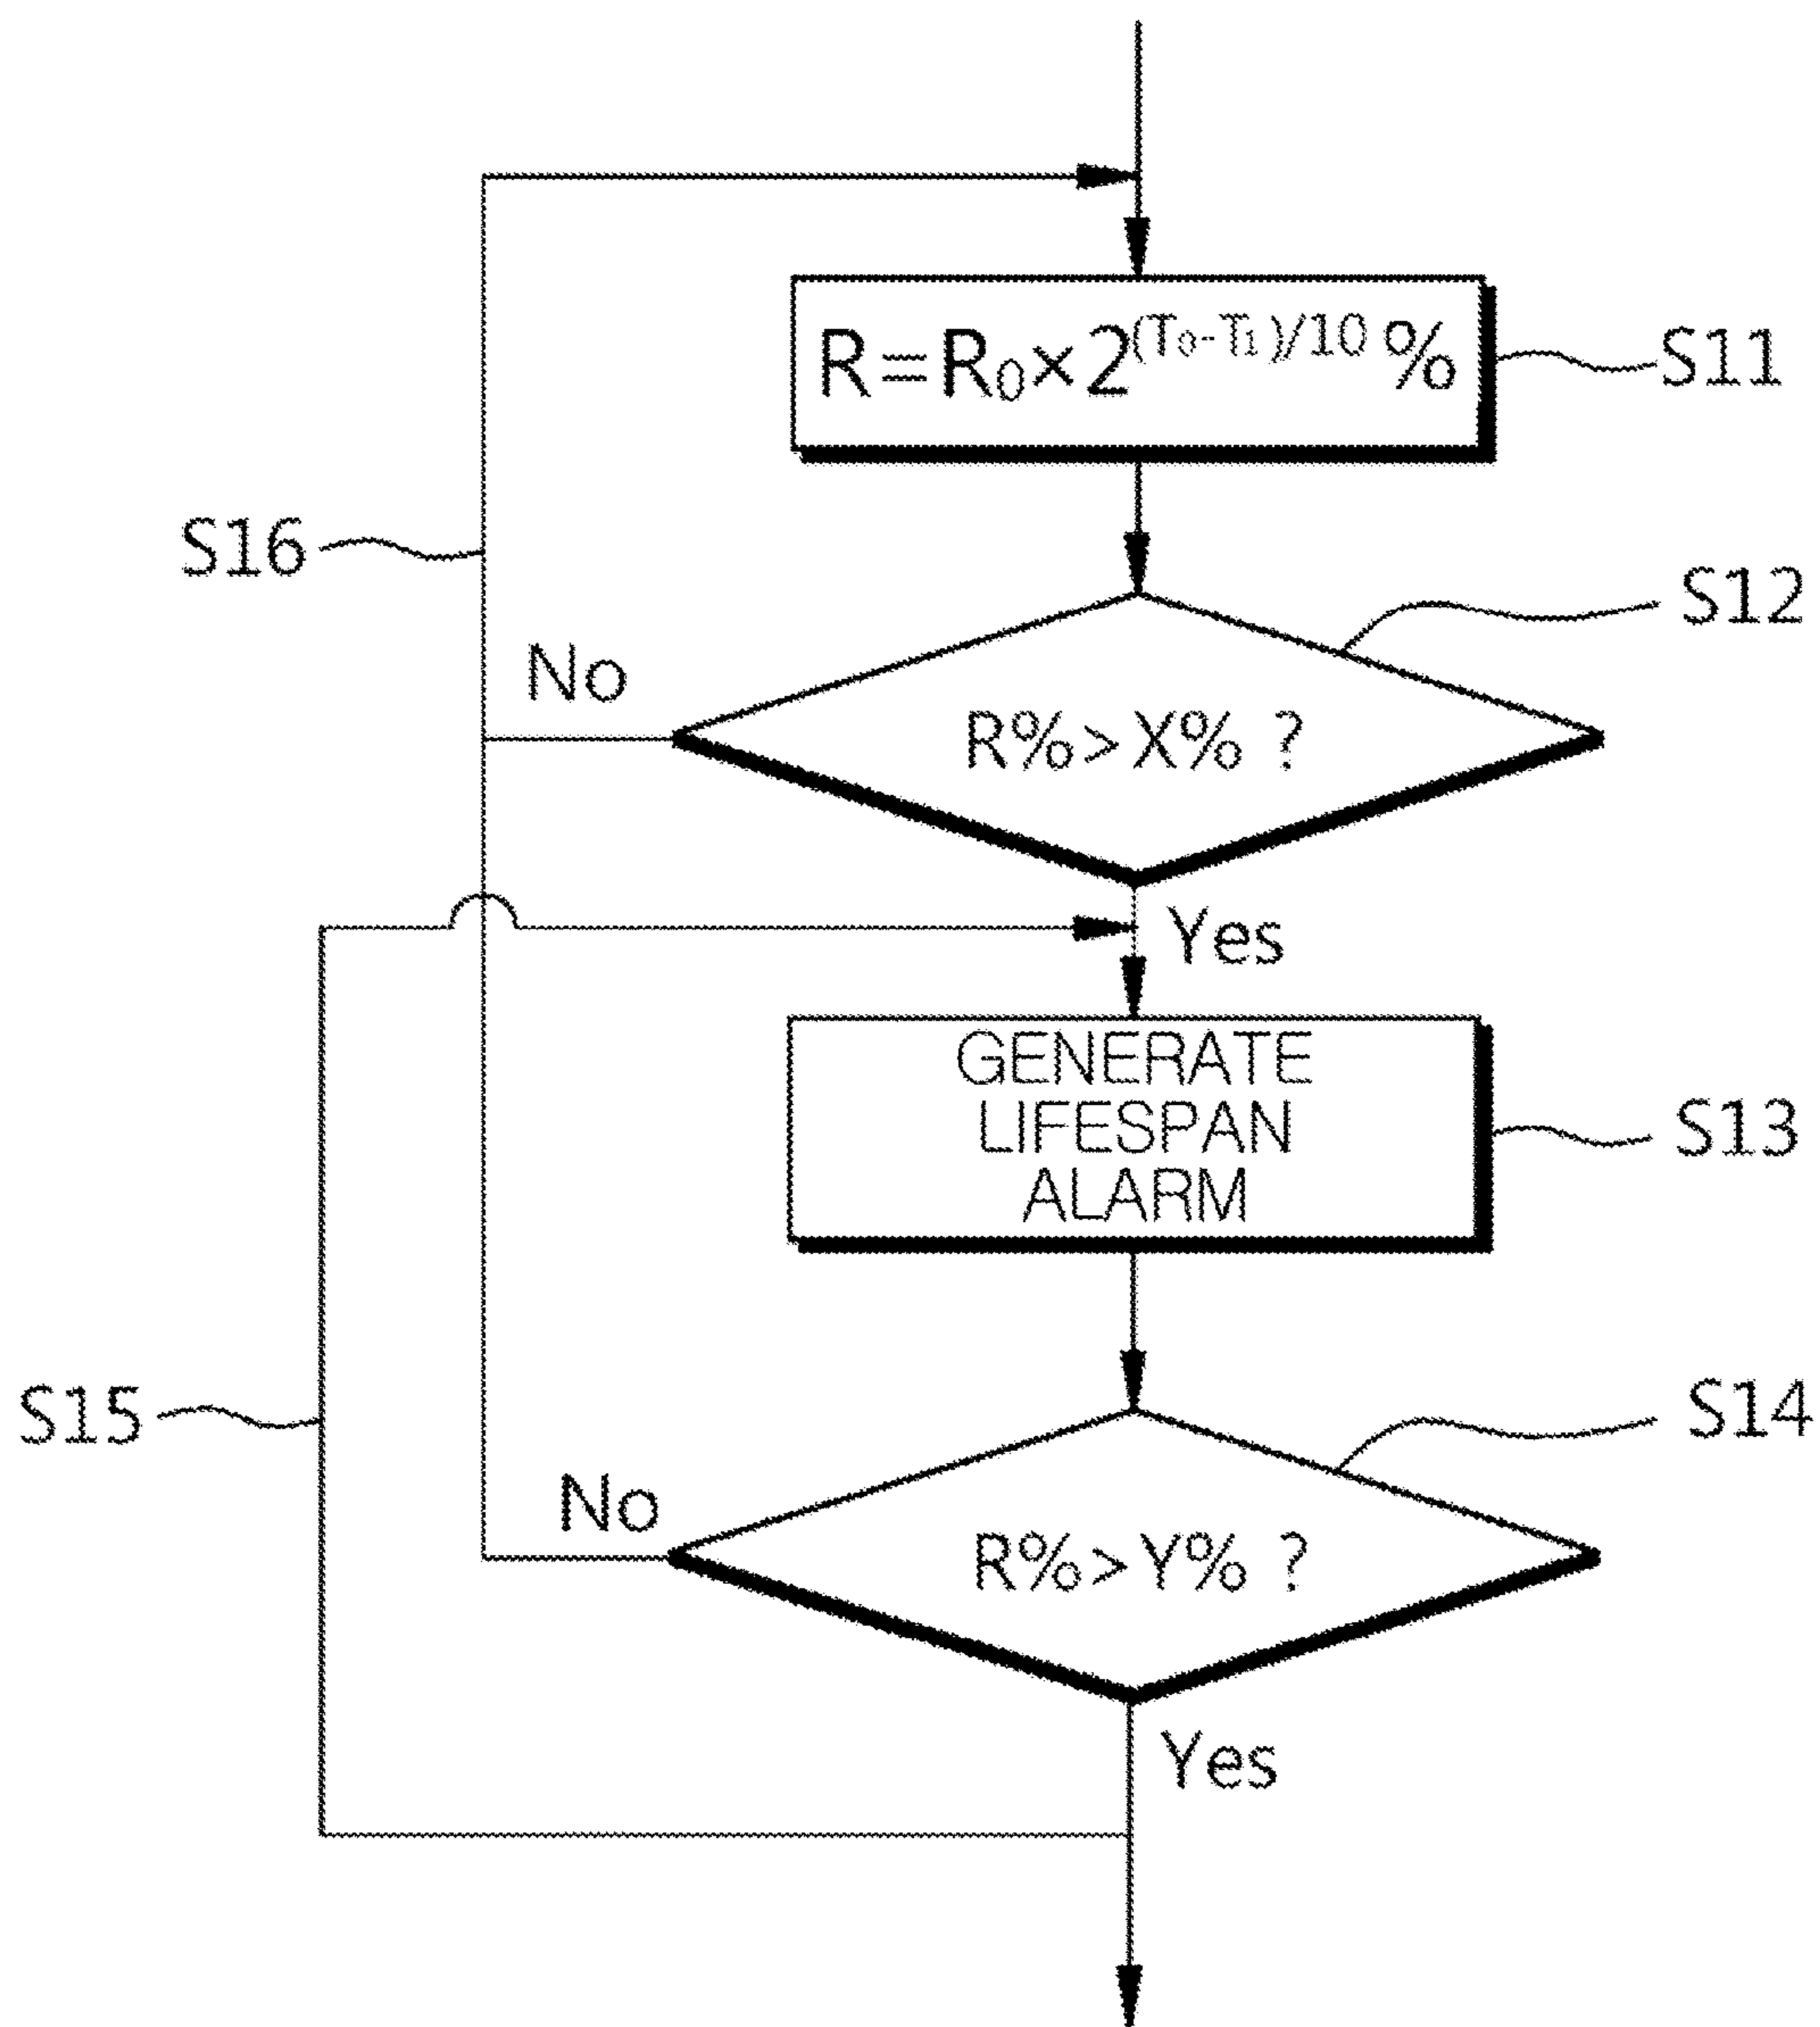 R=R₀×2^(T₀-T₁)/10 %
S11
S16
S12
No
R%>X% ?
Yes
GENERATE
LIFESPAN
ALARM
S13
S15
S14
No
R%>Y% ?
Yes